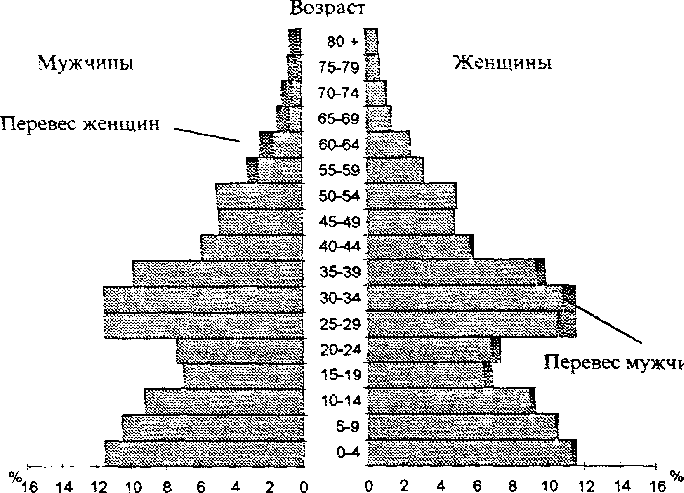 Возраст
Мужчины
Женщины
80 +
75-79
70-74
65-69
Перевес женщин
60-64
55-59
50-54
45-49
40-44
35-39
30-34
25-29
20-24
Перевес мужчи
15-19
10-14
5-9
0-4
% 16 14 12 10 8 6 4 2 0
0 2 4 6 8 10 12 14 16 %